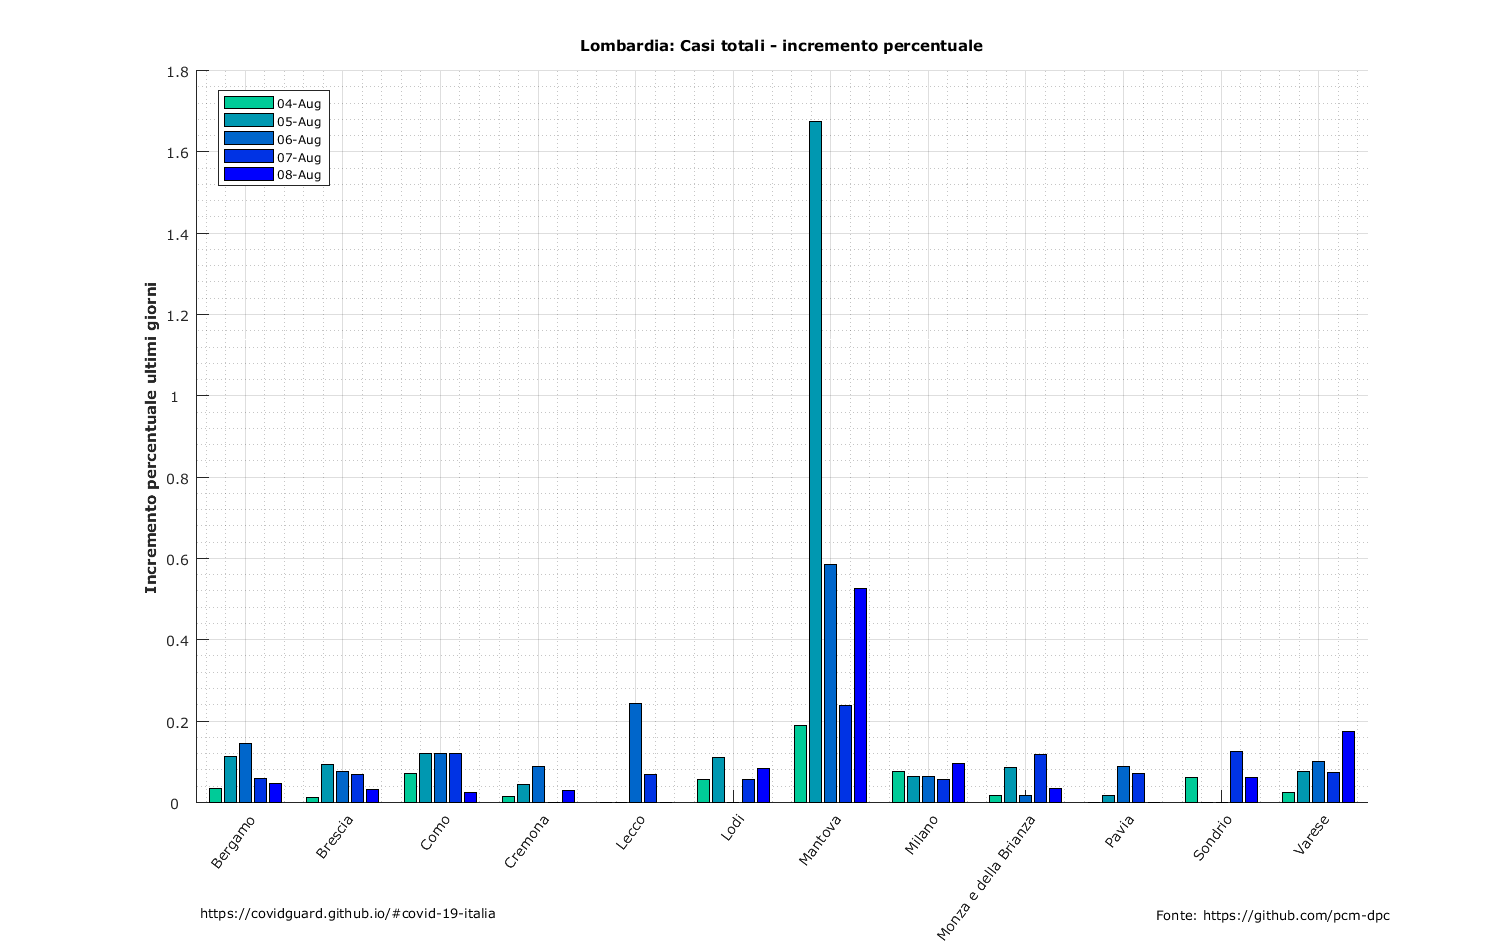 Lombardia: Casi totali - incremento percentuale
1.8
1.6
1.4
1.2
1
0.8
0.6
0.4
0.2
0
Incremento percentuale ultimi giorni
04-Aug
05-Aug
06-Aug
07-Aug
08-Aug
Bergamo
Brescia
Como
Cremona
Lecco
Lodi
Mantova
Milano
Monza e della Brianza
Pavia
Sondrio
Varese
https://covidguard.github.io/#covid-19-italia
Fonte: https://github.com/pcm-dpc